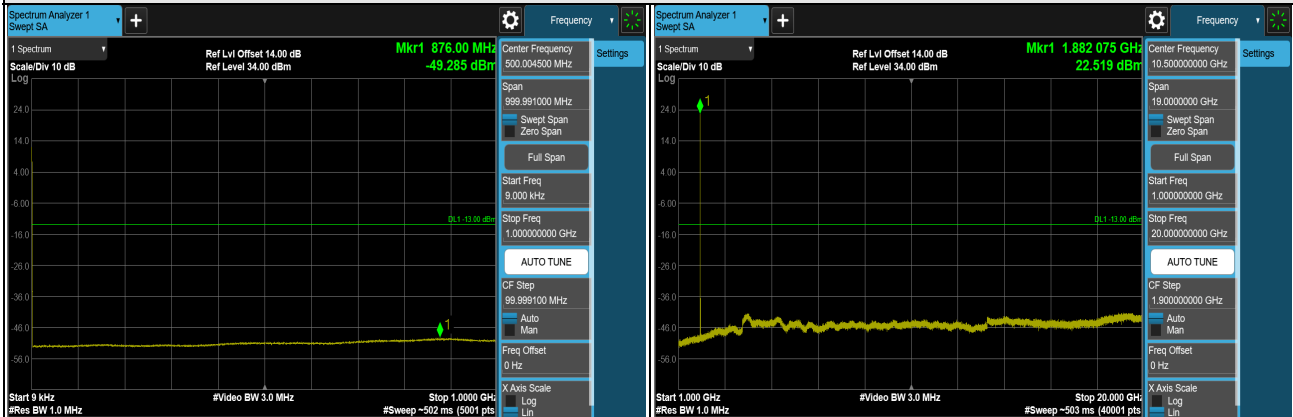 Spectrum Analyzer 1
Swept SA
Frequency
1 Spectrum
Scale/Div 10 dB
Log
Ref Lvl Offset 14.00 dB
Ref Level 34.00 dBm
Mkr1 876.00 MHz
-49.285 dBm
24.0
14.0
4.00
-6.00
-16.0
-26.0
-36.0
-46.0
-56.0
DL1 -13.00 dBm
1
Start 9 kHz
#Res BW 1.0 MHz
#Video BW 3.0 MHz
Stop 1.0000 GHz
#Sweep ~502 ms (5001 pts
Center Frequency
500.004500 MHz
Span
999.991000 MHz
Swept Span
Zero Span
Full Span
Start Freq
9.000 kHz
Stop Freq
1.000000000 GHz
AUTO TUNE
CF Step
99.999100 MHz
Auto
Man
Freq Offset
0 Hz
X Axis Scale
Log
Lin
Settings
Spectrum Analyzer 1
Swept SA
Frequency
1 Spectrum
Scale/Div 10 dB
Log
Ref Lvl Offset 14.00 dB
Ref Level 34.00 dBm
Mkr1 1.882 075 GHz
22.519 dBm
24.0
14.0
4.00
-6.00
-16.0
-26.0
-36.0
-46.0
-56.0
DL1 -13.00 dBm
1
Start 1.000 GHz
#Res BW 1.0 MHz
#Video BW 3.0 MHz
Stop 20.000 GHz
#Sweep ~503 ms (40001 pts
Center Frequency
10.500000000 GHz
Span
19.0000000 GHz
Swept Span
Zero Span
Full Span
Start Freq
1.000000000 GHz
Stop Freq
20.000000000 GHz
AUTO TUNE
CF Step
1.900000000 GHz
Auto
Man
Freq Offset
0 Hz
X Axis Scale
Log
Lin
Settings